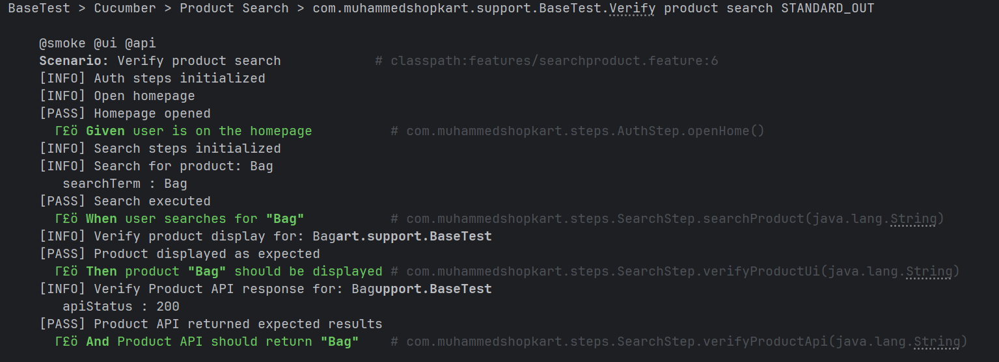 BaseTest > Cucumber > Product Search > com.muhammedshopkart.support.BaseTest.Verify product search STANDARD_OUT
@smoke @ui @api
Scenario: Verify product search # classpath:features/searchproduct.feature:6
[INFO] Auth steps initialized
[INFO] Open homepage
[PASS] Homepage opened
Γ£ö Given user is on the homepage # com.muhammedshopkart.steps.AuthStep.openHome()
[INFO] Search steps initialized
[INFO] Search for product: Bag
searchTerm : Bag
[PASS] Search executed
Γ£ö When user searches for "Bag" # com.muhammedshopkart.steps.SearchStep.searchProduct(java.lang.String)
[INFO] Verify product display for: Bagart.support.BaseTest
[PASS] Product displayed as expected
Γ£ö Then product "Bag" should be displayed # com.muhammedshopkart.steps.SearchStep.verifyProductUi(java.lang.String)
[INFO] Verify Product API response for: Bagupport.BaseTest
apiStatus : 200
[PASS] Product API returned expected results
Γ£ö And Product API should return "Bag" # com.muhammedshopkart.steps.SearchStep.verifyProductApi(java.lang.String)